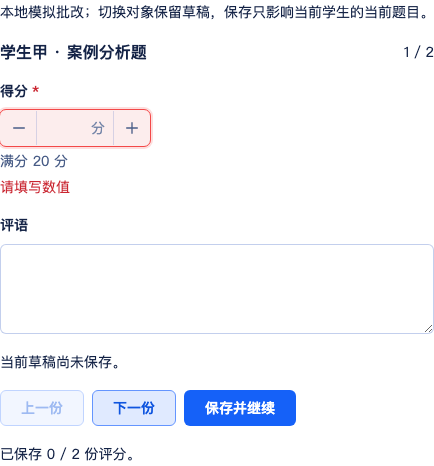 本地模拟批改；切换对象保留草稿，保存只影响当前学生的当前题目。
学生甲 · 案例分析题 1 / 2
得分 *
− 分 +
满分 20 分
请填写数值
评语
当前草稿尚未保存。
上一份 下一份 保存并继续
已保存 0 / 2 份评分。